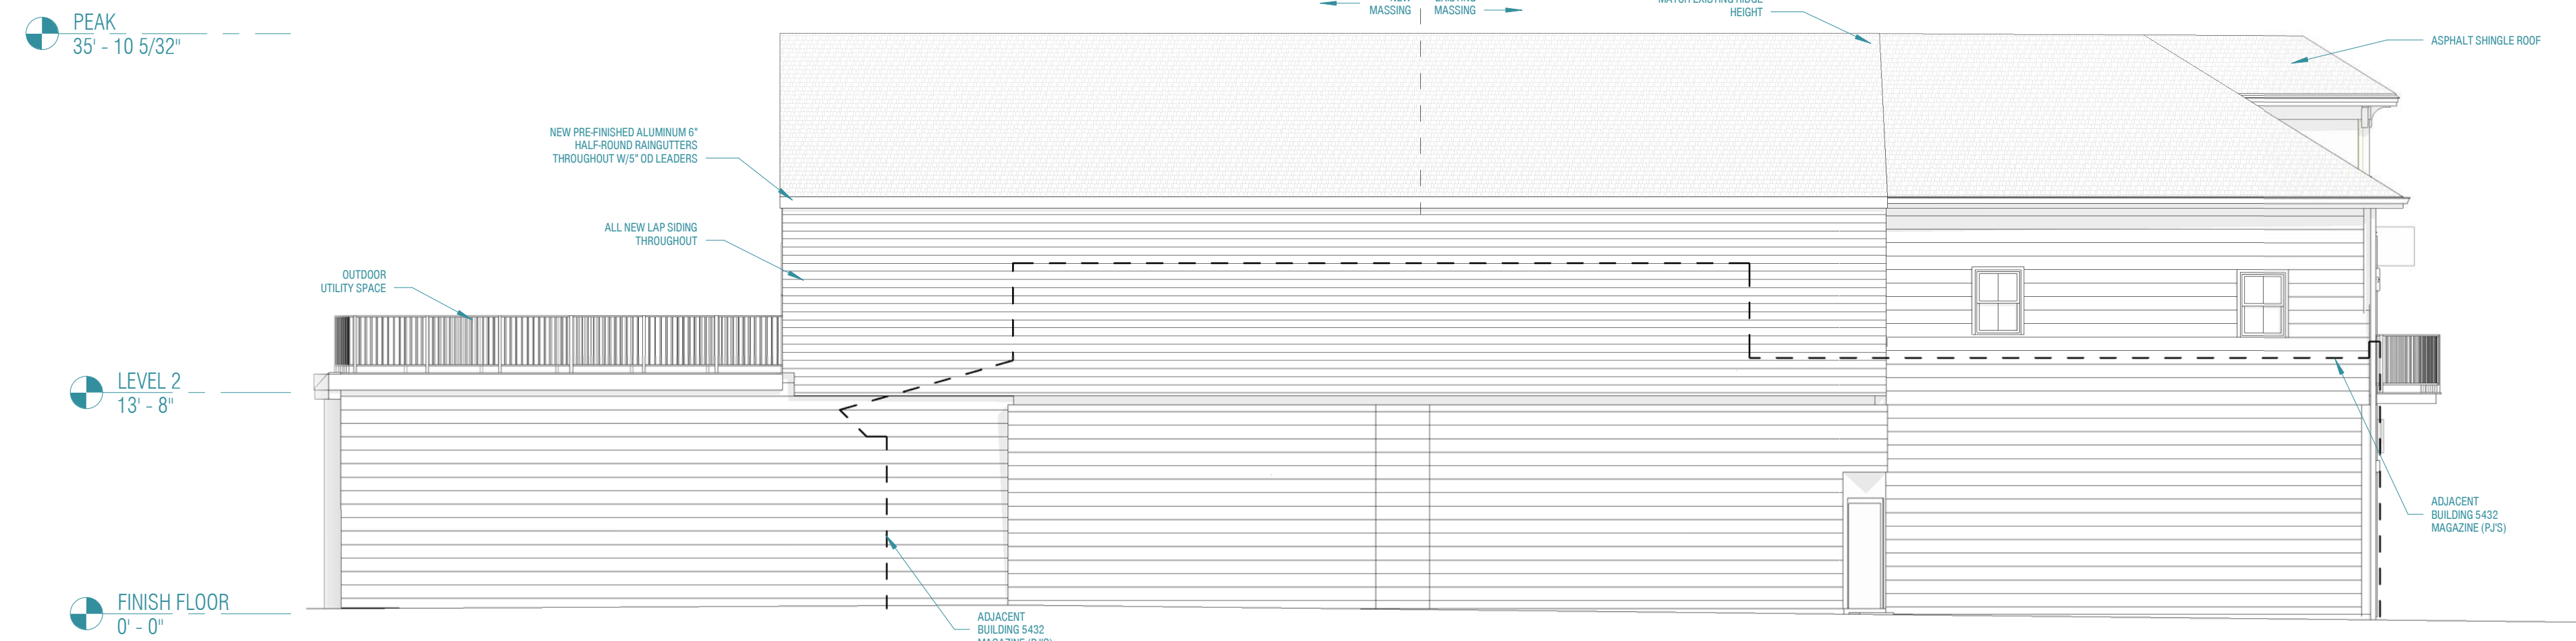 PEAK
35' - 10 5/32"
MASSING
MASSING
HEIGHT
ASPHALT SHINGLE ROOF
NEW PRE-FINISHED ALUMINUM 6"
HALF-ROUND RAINGUTTERS
THROUGHOUT W/5" OD LEADERS
ALL NEW LAP SIDING
THROUGHOUT
OUTDOOR
UTILITY SPACE
LEVEL 2
13' - 8"
ADJACENT
BUILDING 5432
MAGAZINE (PJ'S)
FINISH FLOOR
0' - 0"
ADJACENT
BUILDING 5432
MAGAZINE (PJ'S)